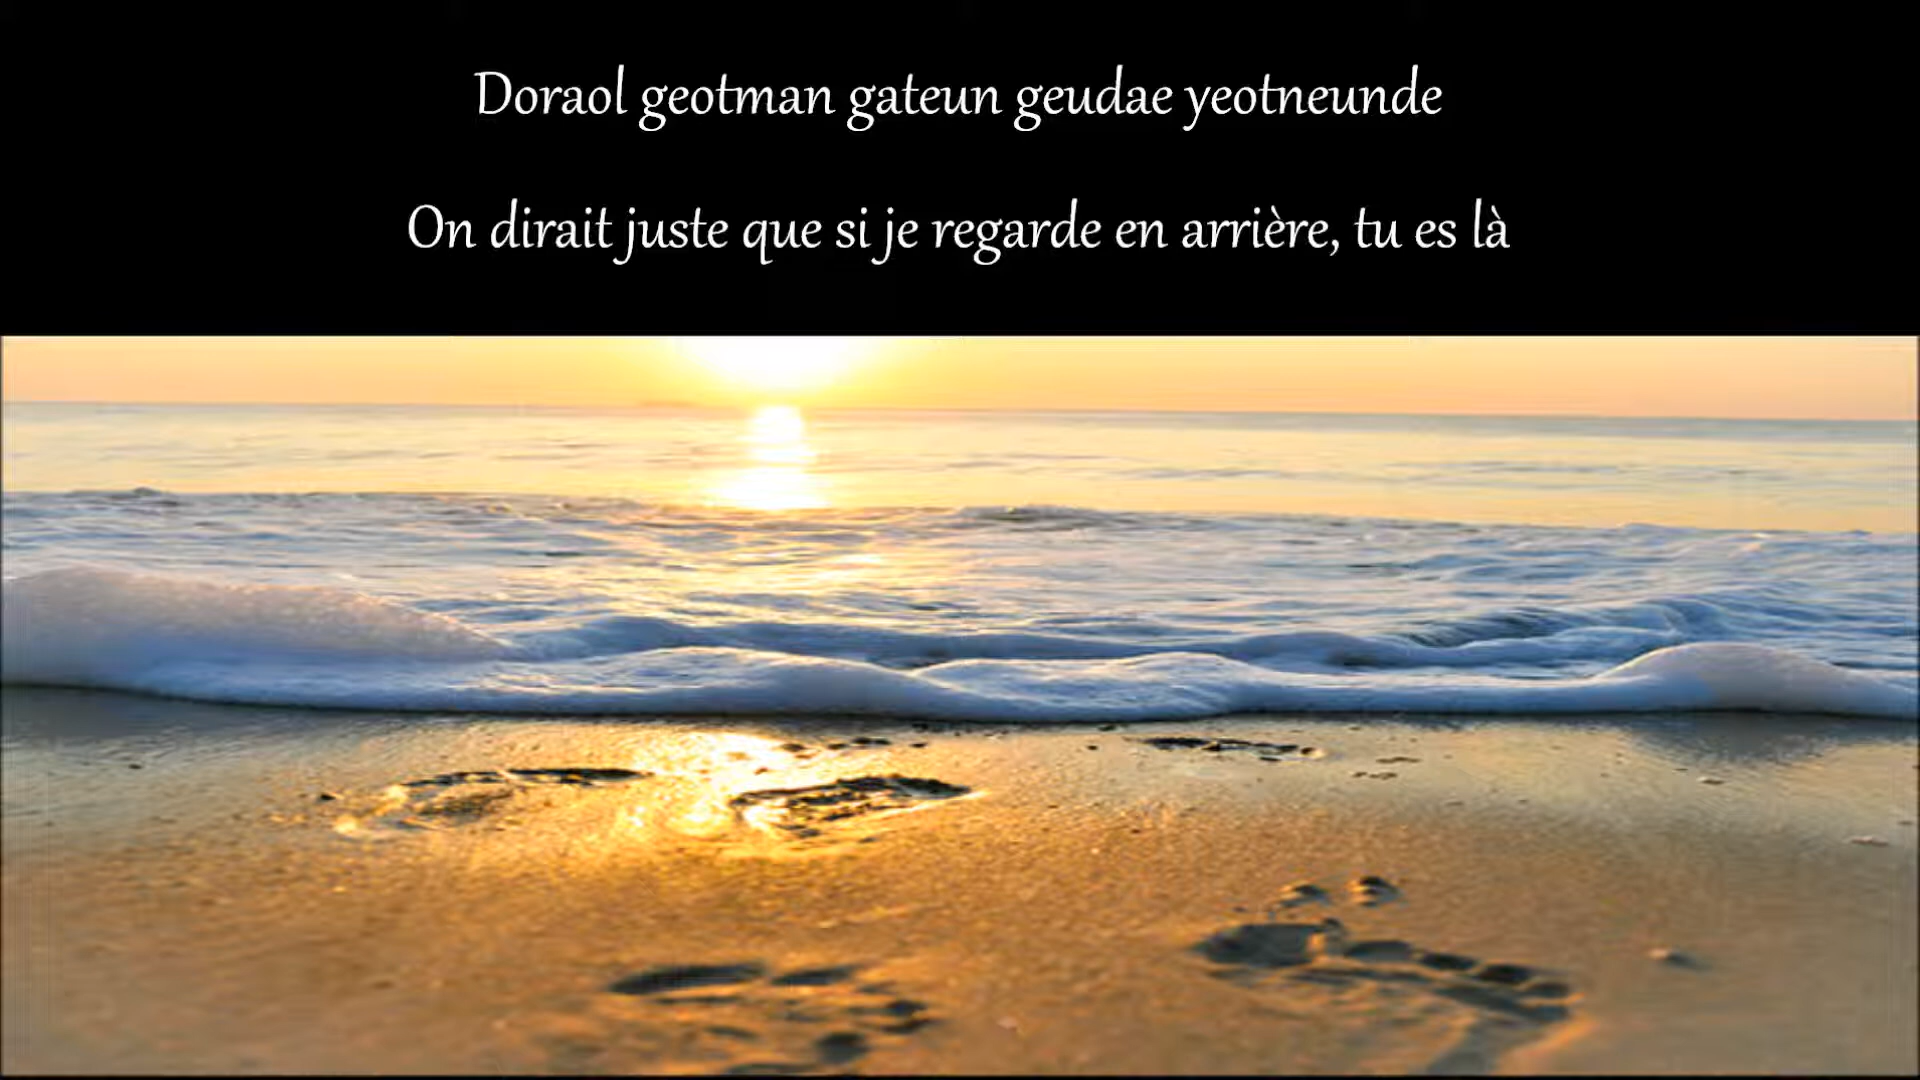 Doraol geotman gateun geudae yeotneunde
On dirait juste que si je regarde en arrière, tu es là